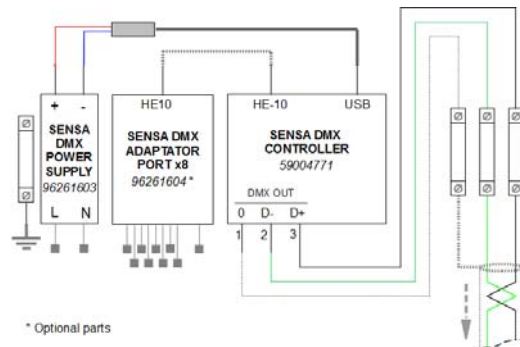 + -
SENSA
DMX
POWER
SUPPLY
96261603
L N
HE10
SENSA DMX
ADAPTATOR
PORT x8
96261604 *
HE-10 USB
SENSA DMX
CONTROLLER
59004771
DMX OUT
0 D- D+
1 2 3
* Optional parts